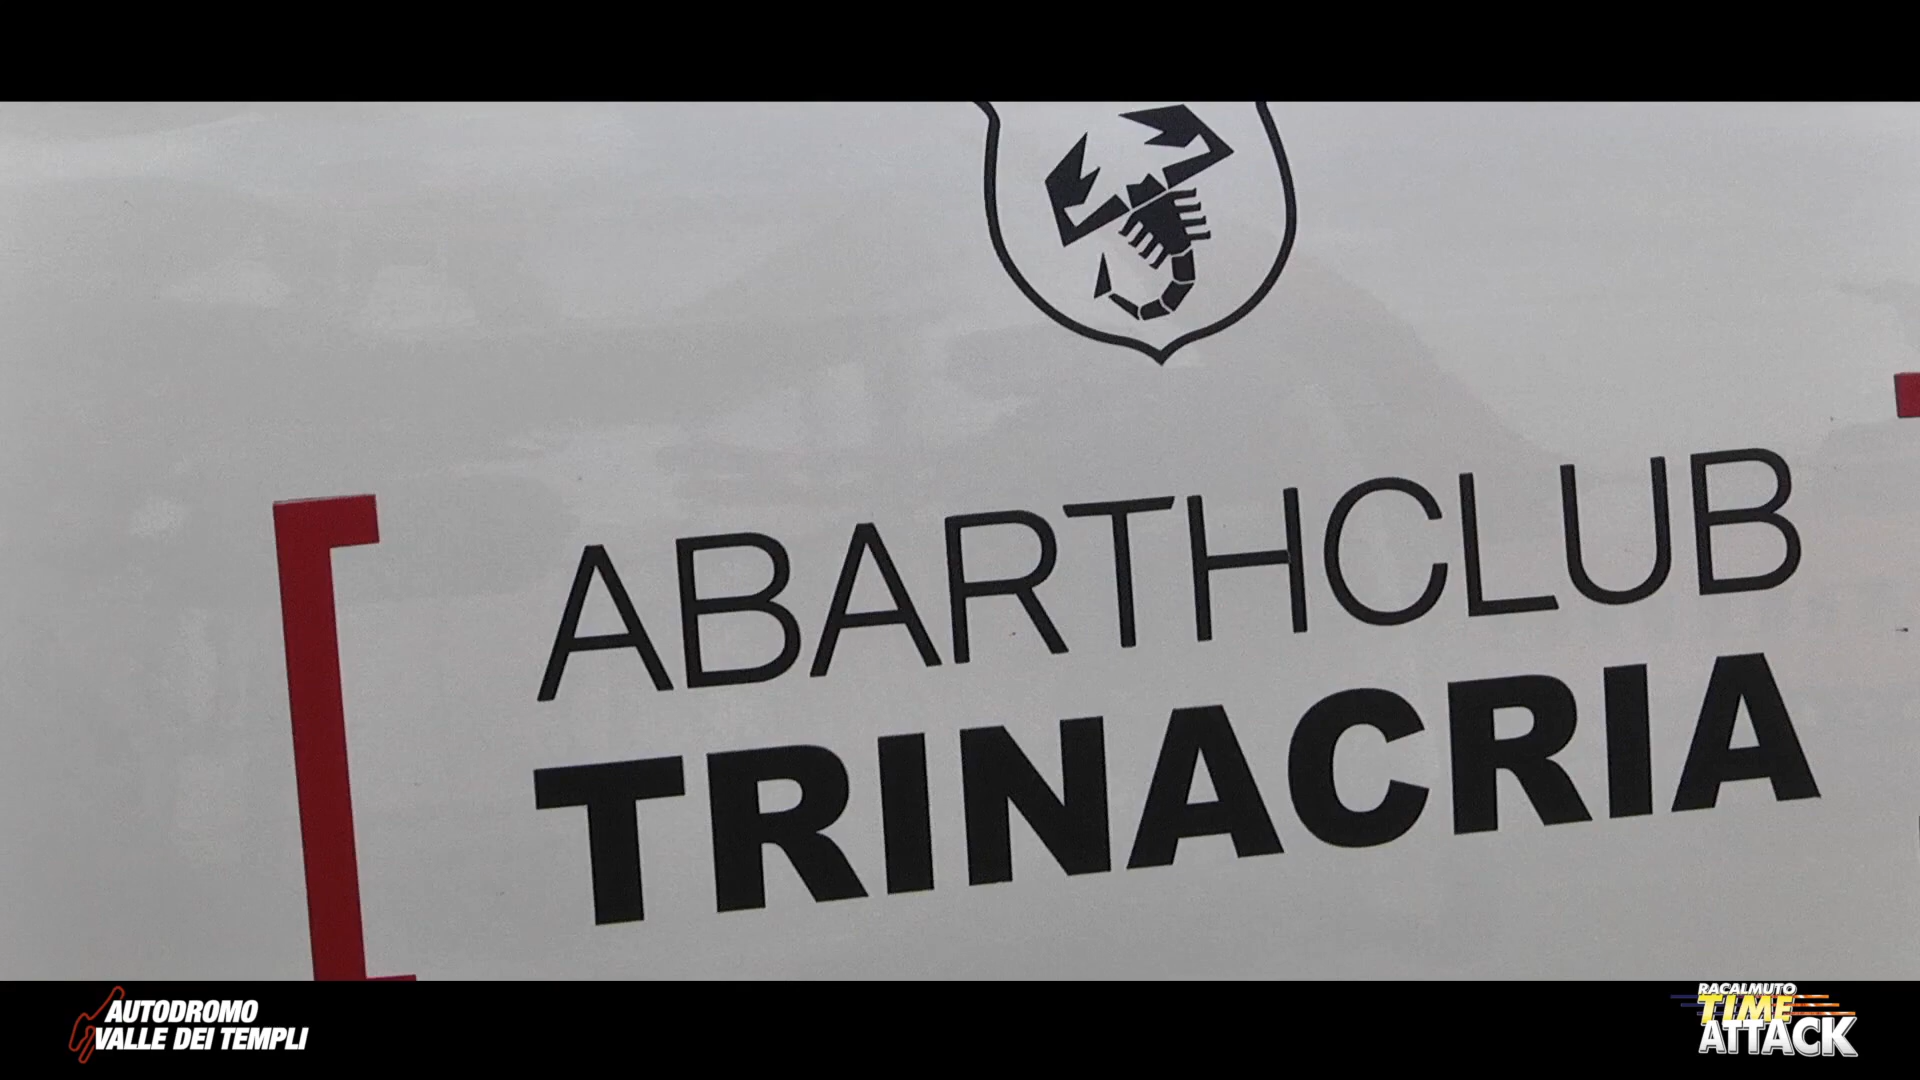 ABARTHCLUB
TRINACRIA
AUTODROMO
VALLE DEI TEMPLI
RACALMUTO
TIME
ATTACK